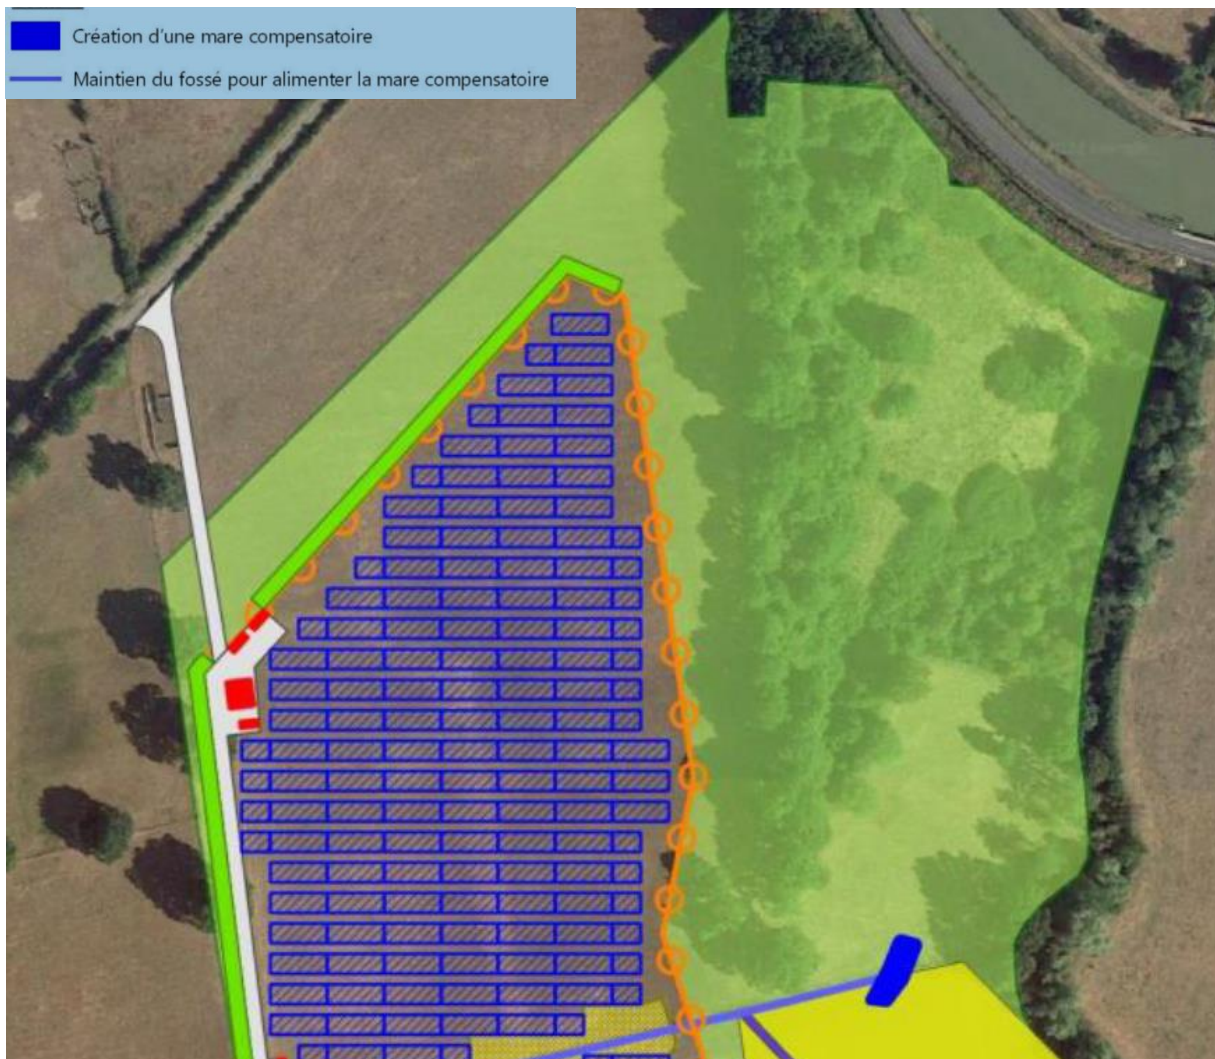 Création d'une mare compensatoire
Maintien du fossé pour alimenter la mare compensatoire